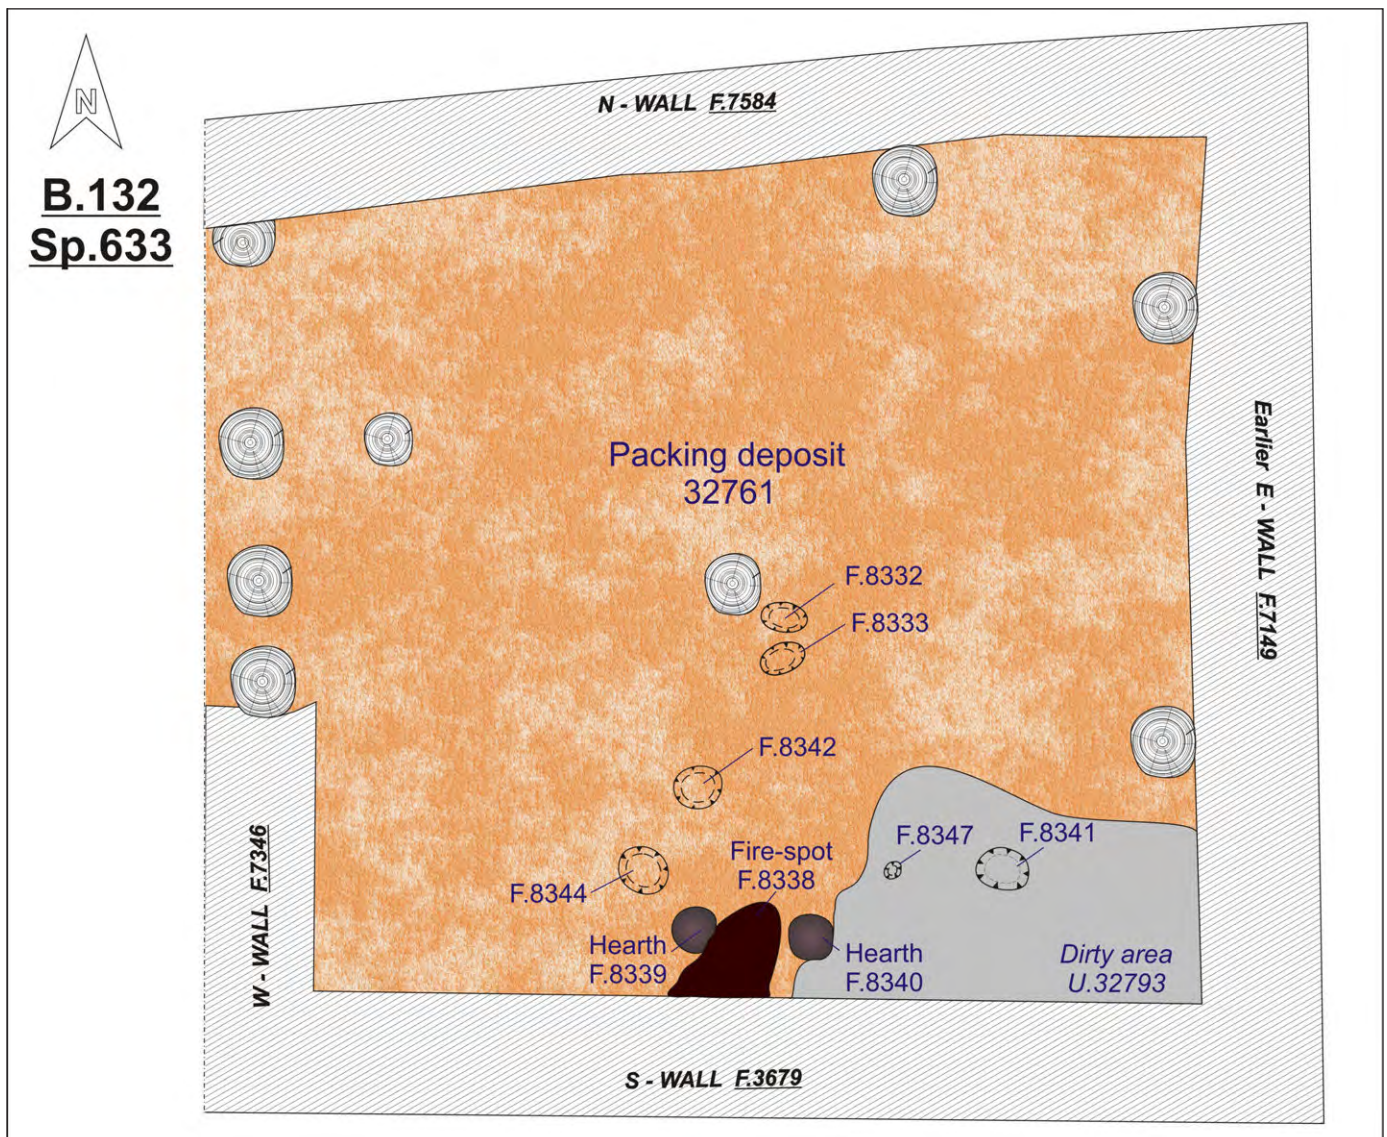 N
B.132
Sp.633
N - WALL F.7584
Packing deposit
32761
Earlier E - WALL F.7149
F.8332
F.8333
F.8342
F.8347
F.8341
Fire-spot
F.8338
F.8344
W - WALL F.7346
Hearth
F.8339
Hearth
F.8340
Dirty area
U.32793
S - WALL F.3679